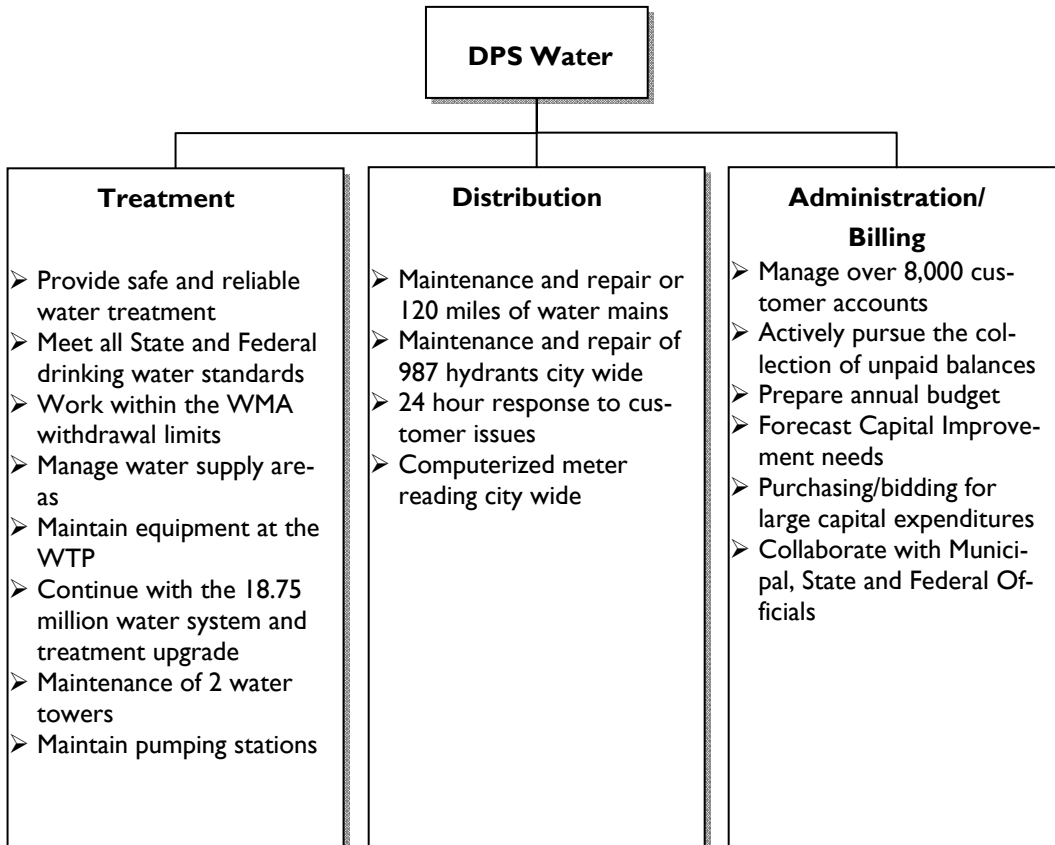 DPS Water
Treatment
➢ Provide safe and reliable
water treatment
➢ Meet all State and Federal
drinking water standards
➢ Work within the WMA
withdrawal limits
➢ Manage water supply are-
as
➢ Maintain equipment at the
WTP
➢ Continue with the 18.75
million water system and
treatment upgrade
➢ Maintenance of 2 water
towers
➢ Maintain pumping stations
Distribution
➢ Maintenance and repair or
120 miles of water mains
➢ Maintenance and repair of
987 hydrants city wide
➢ 24 hour response to cus-
tomer issues
➢ Computerized meter
reading city wide
Administration/
Billing
➢ Manage over 8,000 cus-
tomer accounts
➢ Actively pursue the col-
lection of unpaid balances
➢ Prepare annual budget
➢ Forecast Capital Improve-
ment needs
➢ Purchasing/bidding for
large capital expenditures
➢ Collaborate with Munici-
pal, State and Federal Of-
ficials